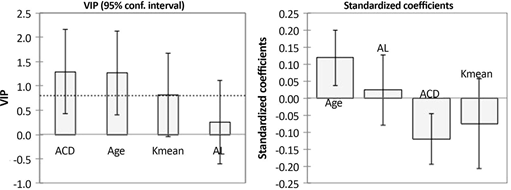 VIP (95% conf. interval)
VIP
2.5
2.0
1.5
1.0
0.5
0.0
-0.5
-1.0
ACD
Age
Kmean
AL
Standardized coefficients
Standardized coefficients
0.25
0.20
0.15
0.10
0.05
0.00
-0.05
-0.10
-0.15
-0.20
-0.25
Age
AL
ACD
Kmean